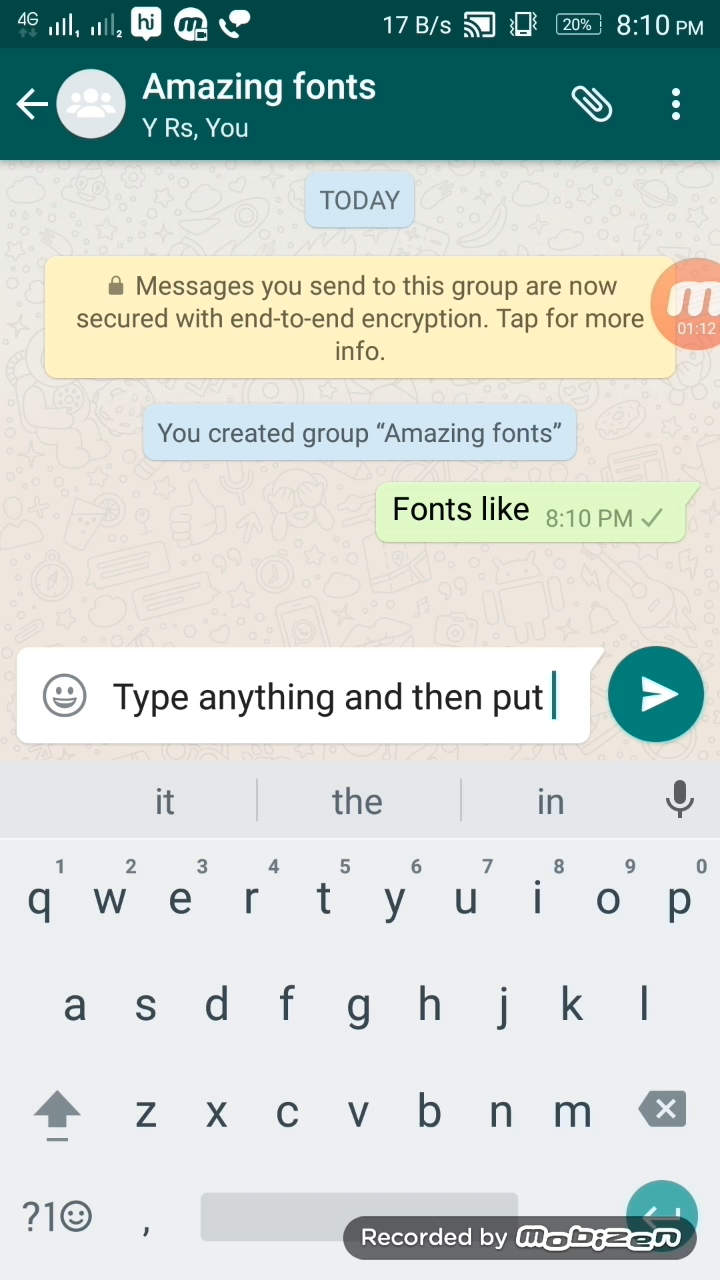 4G 2 hi m 17 B/s 20% 8:10 PM
Amazing fonts
Y Rs, You
TODAY
Messages you send to this group are now
secured with end-to-end encryption. Tap for more
info.
m
01:12
You created group “Amazing fonts”
Fonts like 8:10 PM
Type anything and then put
it the in
1 2 3 4 5 6 7 8 9 0
q w e r t y u i o p
a s d f g h j k l
z x c v b n m
?1 ,
Recorded by mobizen